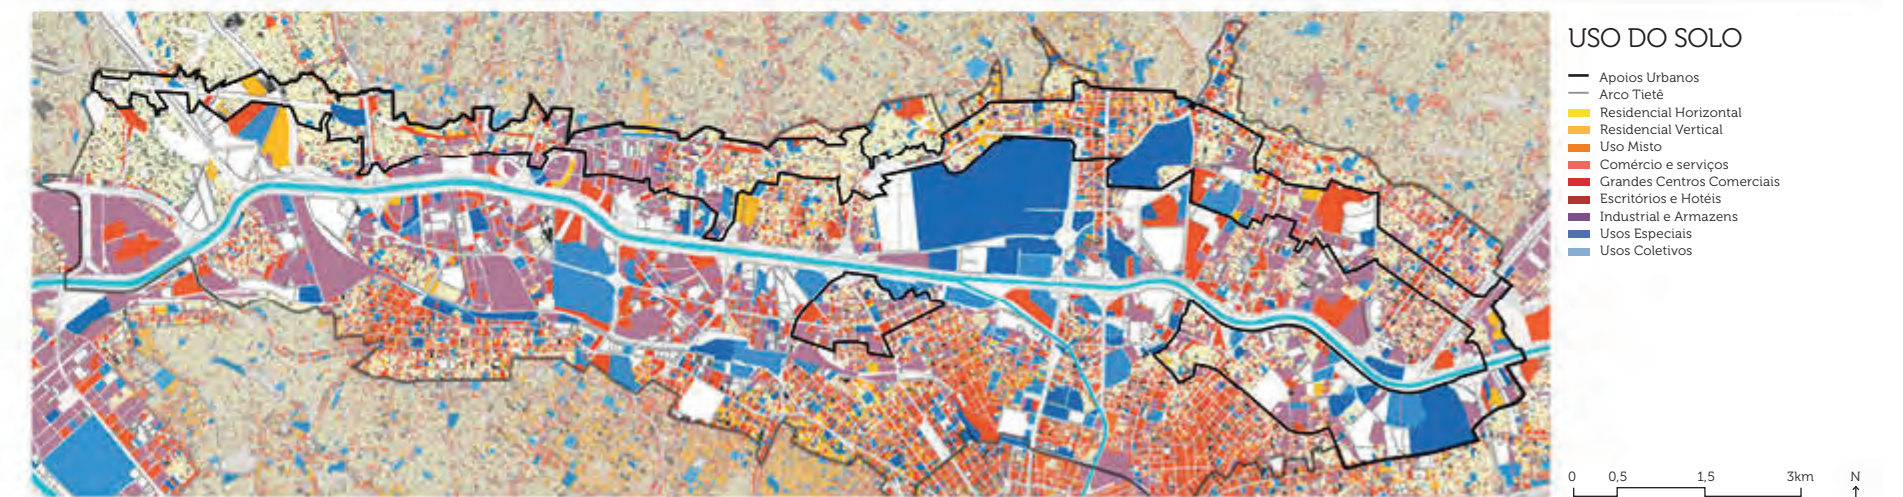 USO DO SOLO
Apoios Urbanos
Arco Tietê
Residencial Horizontal
Residencial Vertical
Uso Misto
Comércio e serviços
Grandes Centros Comerciais
Escritórios e Hotéis
Industrial e Armazens
Usos Especiais
Usos Coletivos
0 0,5 1,5 3km N